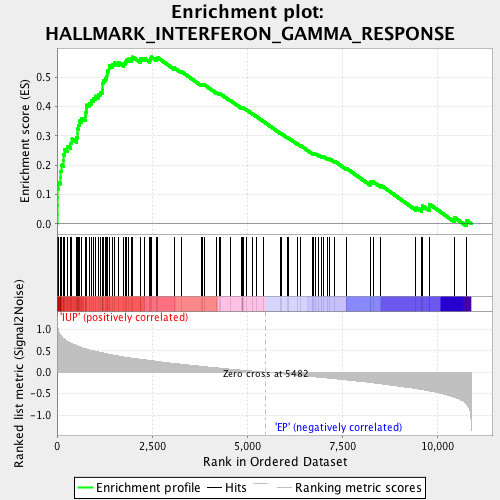 Enrichment plot:
HALLMARK_INTERFERON_GAMMA_RESPONSE
Enrichment score (ES)
0.5
0.4
0.3
0.2
0.1
0.0
'IUP' (positively correlated)
Ranked list metric (Signal2Noise)
1.0
0.5
0.0
-0.5
-1.0
Zero cross at 5482
'EP' (negatively correlated)
0
2,500
5,000
7,500
10,000
Rank in Ordered Dataset
Enrichment profile
Hits
Ranking metric scores